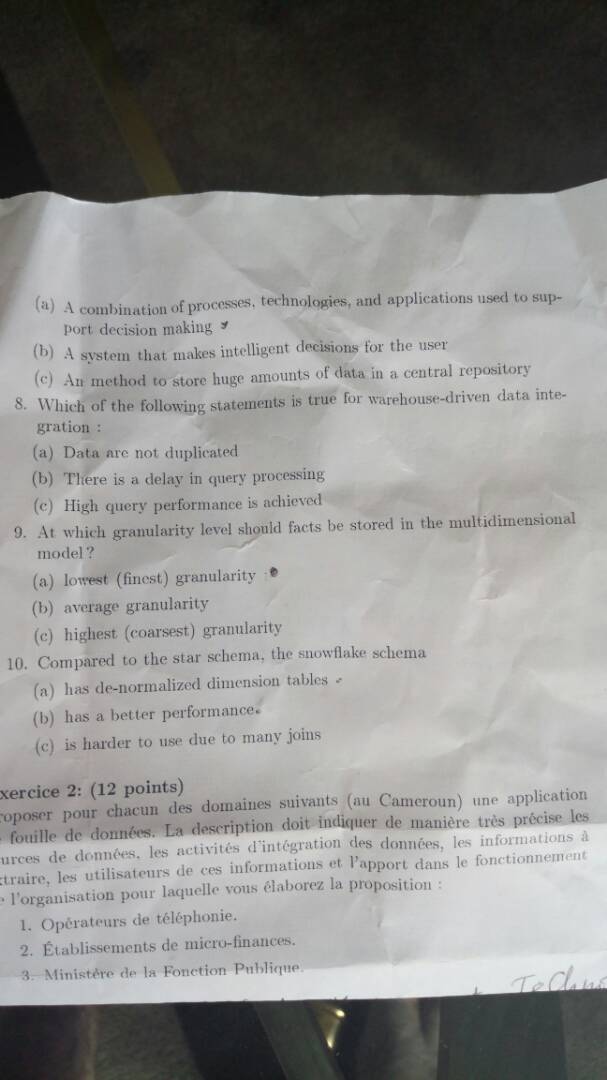 (a) A combination of processes, technologies, and applications used to sup-
port decision making
(b) A system that makes intelligent decisions for the user
(c) An method to store huge amounts of data in a central repository
8. Which of the following statements is true for warehouse-driven data inte-
gration :
(a) Data are not duplicated
(b) There is a delay in query processing
(c) High query performance is achieved
9. At which granularity level should facts be stored in the multidimensional
model ?
(a) lowest (finest) granularity
(b) average granularity
(c) highest (coarsest) granularity
10. Compared to the star schema, the snowflake schema
(a) has de-normalized dimension tables
(b) has a better performance
(c) is harder to use due to many joins
xercice 2: (12 points)
roposer pour chacun des domaines suivants (au Cameroun) une application
fouille de données. La description doit indiquer de manière très précise les
urces de données, les activités d'intégration des données, les informations à
xtraire, les utilisateurs de ces informations et l'apport dans le fonctionnement
e l'organisation pour laquelle vous élaborez la proposition :
1. Opérateurs de téléphonie.
2. Établissements de micro-finances.
3. Ministère de la Fonction Publique.